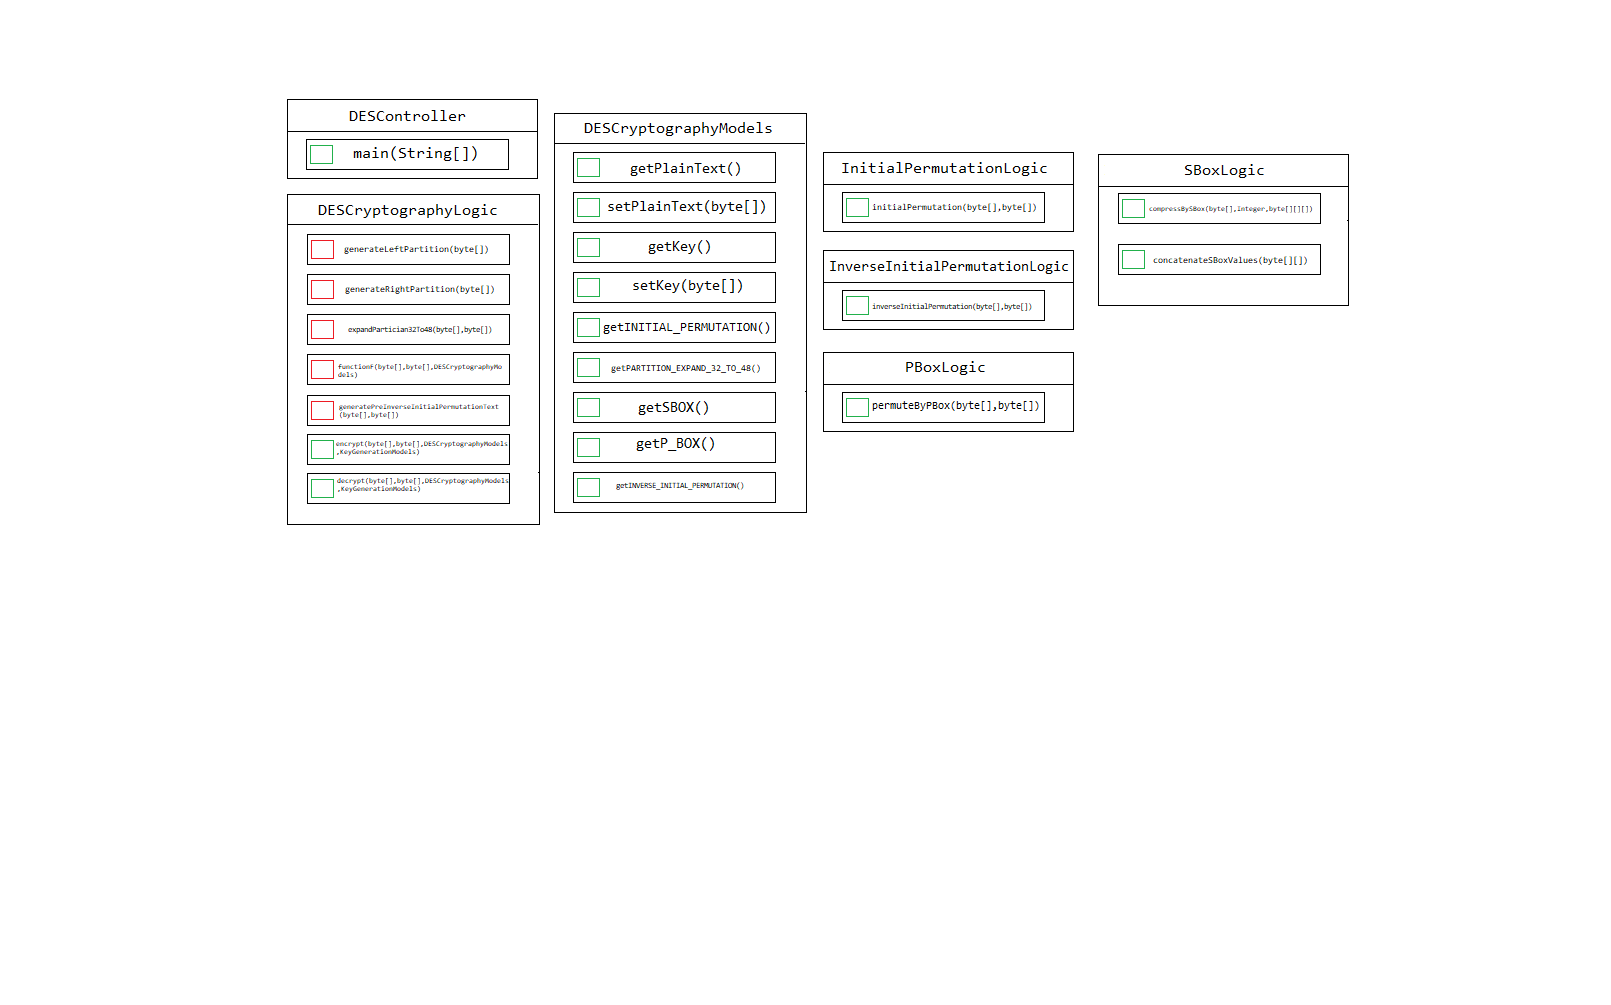 DESController
main(String[])
DESCryptographyLogic
generateLeftPartition(byte[])
generateRightPartition(byte[])
expandPartician32To48(byte[],byte[])
functionF(byte[],byte[],DESCryptographyMo
dels)
generatePreInverseInitialPermutationText
(byte[],byte[])
encrypt(byte[],byte[],DESCryptographyModels
,KeyGenerationModels)
decrypt(byte[],byte[],DESCryptographyModels
,KeyGenerationModels)
DESCryptographyModels
getPlainText()
setPlainText(byte[])
getKey()
setKey(byte[])
getINITIAL_PERMUTATION()
getPARTITION_EXPAND_32_TO_48()
getSBOX()
getP_BOX()
getINVERSE_INITIAL_PERMUTATION()
InitialPermutationLogic
initialPermutation(byte[],byte[])
InverseInitialPermutationLogic
inverseInitialPermutation(byte[],byte[])
PBoxLogic
permuteByPBox(byte[],byte[])
SBoxLogic
compressBySBox(byte[],integer,byte[][][])
concatenateSBoxValues(byte[][])